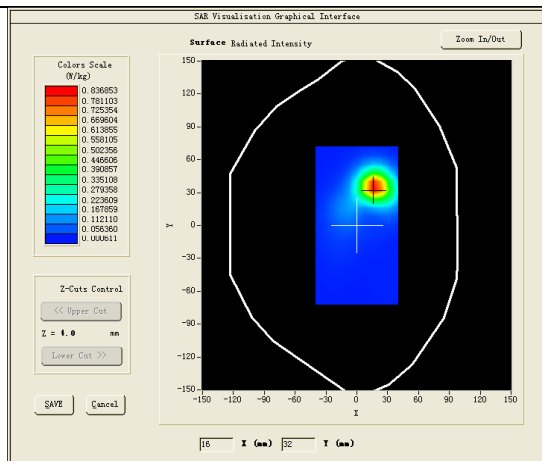 SAR Visualisation Graphical Interface
Surface Radiated Intensity
Zoom In/Out
Colors Scale
(W/kg)
0.836853
0.781103
0.725354
0.669604
0.613855
0.558105
0.502356
0.446606
0.390857
0.335108
0.279358
0.223609
0.167859
0.112110
0.056360
0.000611
Z-Cuts Control
<< Upper Cut
Z = 4.0 mm
Lower Cut >>
SAVE Cancel
150
120
90
60
30
0
-30
-60
-90
-120
-150
Y
-150 -120 -90 -60 -30 0 30 60 90 120 150
X
16 X (mm) 32 Y (mm)